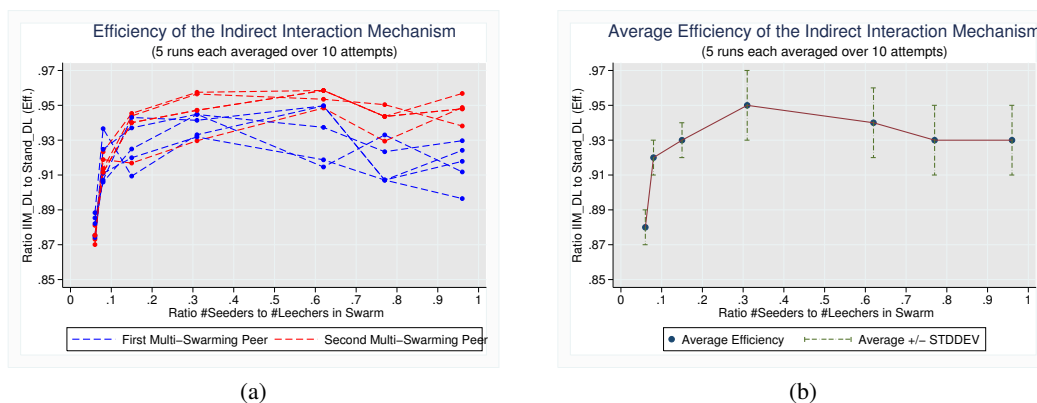 Efficiency of the Indirect Interaction Mechanism
(5 runs each averaged over 10 attempts)
Ratio IIM_DL to Stand_DL (Eff.)
.97
.95
.93
.91
.89
.87
.85
0 .1 .2 .3 .4 .5 .6 .7 .8 .9 1
Ratio #Seeders to #Leechers in Swarm
First Multi−Swarming Peer Second Multi−Swarming Peer
(a)
Average Efficiency of the Indirect Interaction Mechanism
(5 runs each averaged over 10 attempts)
Ratio IIM_DL to Stand_DL (Eff.)
.97
.95
.93
.91
.89
.87
.85
0 .1 .2 .3 .4 .5 .6 .7 .8 .9 1
Ratio #Seeders to #Leechers in Swarm
Average Efficiency Average +/− STDDEV
(b)